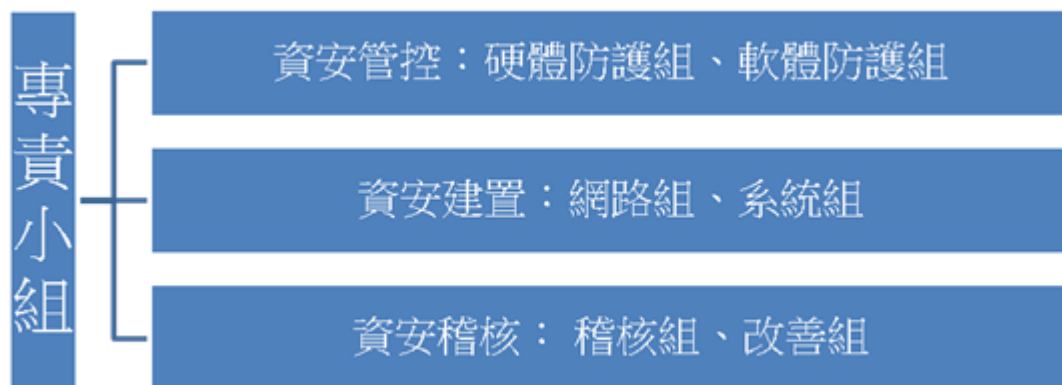 專責小組
資安管控：硬體防護組、軟體防護組
資安建置：網路組、系統組
資安稽核： 稽核組、改善組